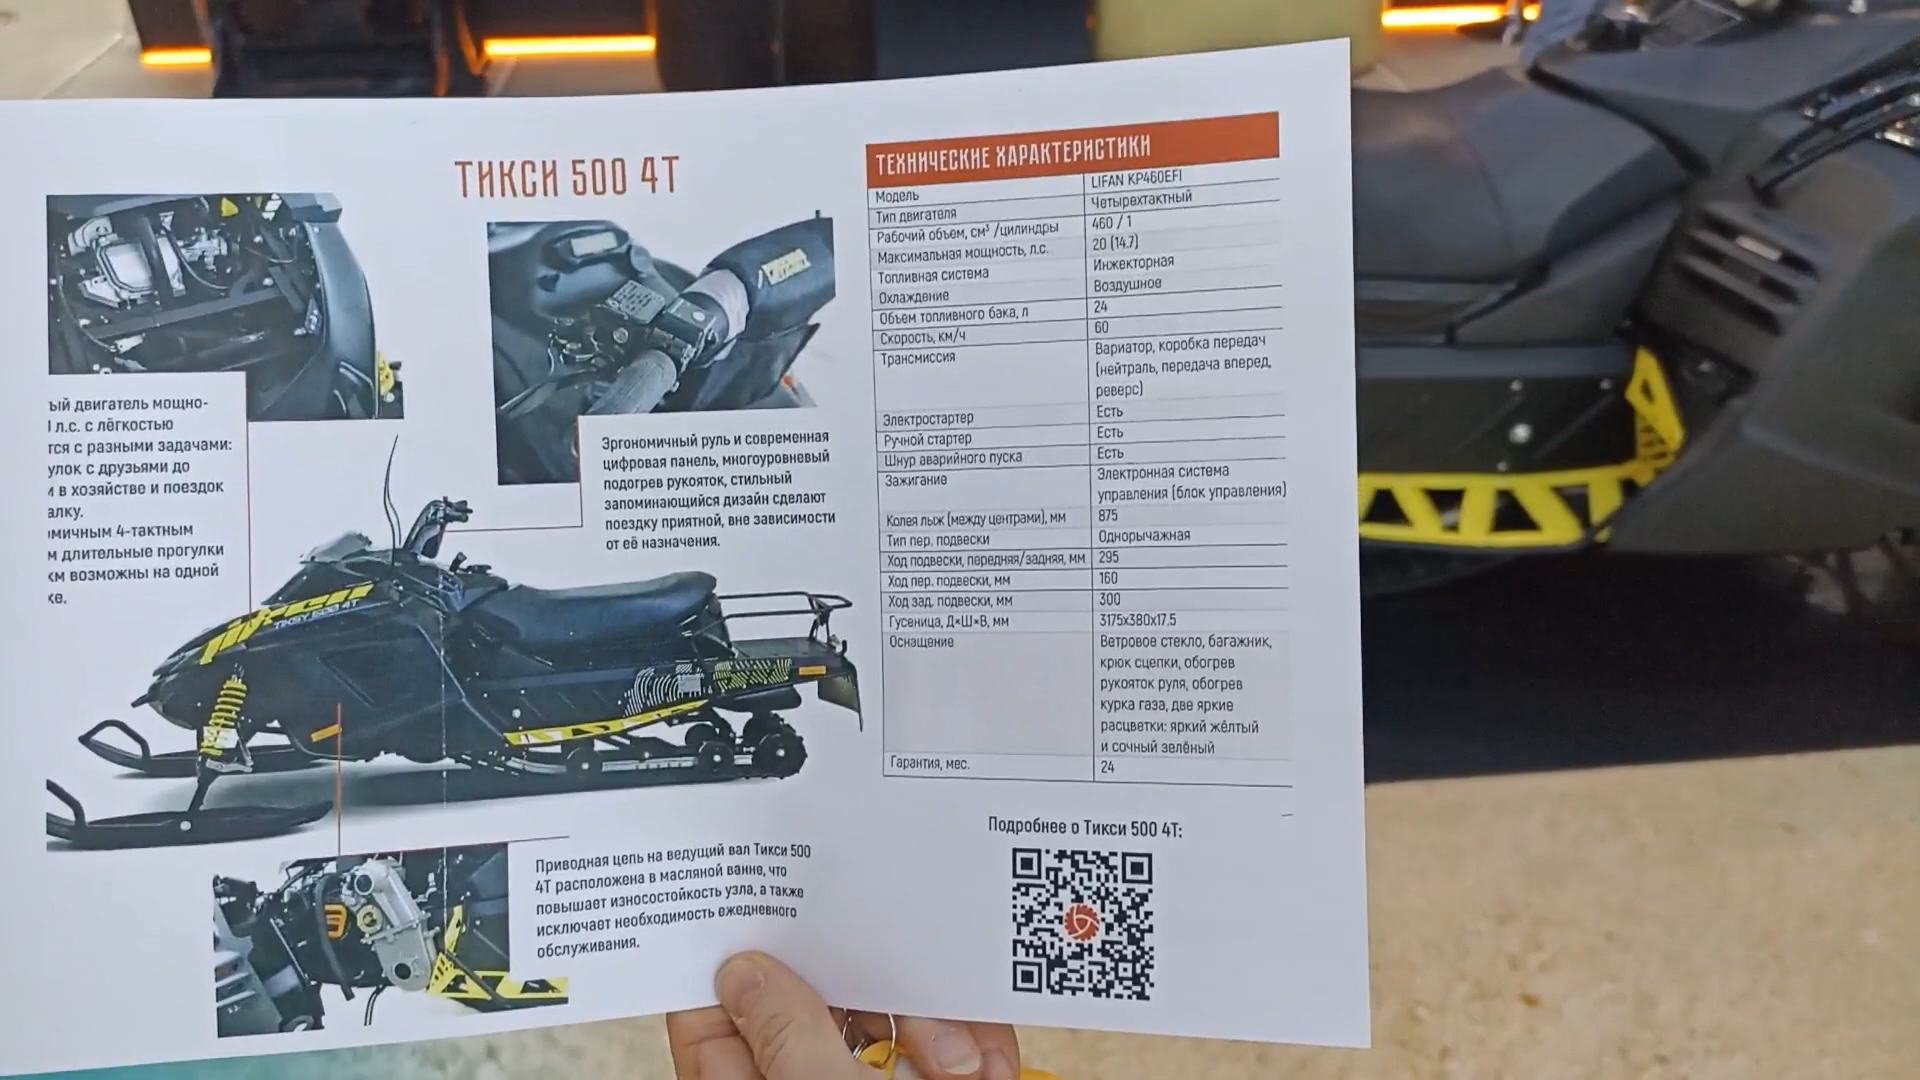 ТИКСИ 500 4Т
ый двигатель мощно-
л.с. с лёгкостью
тся с разными задачами:
улок с друзьями до
и в хозяйстве и поездок
алку.
омичным 4-тактным
м длительные прогулки
км возможны на одной
ке.
Эргономичный руль и современная
цифровая панель, многоуровневый
подогрев рукояток, стильный
запоминающийся дизайн сделают
поездку приятной, вне зависимости
от её назначения.
TIKSY 500 4T
Приводная цепь на ведущий вал Тикси 500
4Т расположена в масляной ванне, что
повышает износостойкость узла, а также
исключает необходимость ежедневного
обслуживания.
ТЕХНИЧЕСКИЕ ХАРАКТЕРИСТИКИ
Модель LIFAN KP460EFI
Тип двигателя Четырехтактный
Рабочий объем, см³ /цилиндры 460 / 1
Максимальная мощность, л.с. 20 (14.7)
Топливная система Инжекторная
Охлаждение Воздушное
Объем топливного бака, л 24
Скорость, км/ч 60
Трансмиссия Вариатор, коробка передач
(нейтраль, передача вперед,
реверс)
Электростартер Есть
Ручной стартер Есть
Шнур аварийного пуска Есть
Зажигание Электронная система
управления (блок управления)
Колея лыж (между центрами), мм 875
Тип пер. подвески Однорычажная
Ход подвески, передняя/задняя, мм 295
Ход пер. подвески, мм 160
Ход зад. подвески, мм 300
Гусеница, Д×Ш×В, мм 3175х380х17.5
Оснащение Ветровое стекло, багажник,
крюк сцепки, обогрев
рукояток руля, обогрев
курка газа, две яркие
расцветки: яркий жёлтый
и сочный зелёный
Гарантия, мес. 24
Подробнее о Тикси 500 4Т: